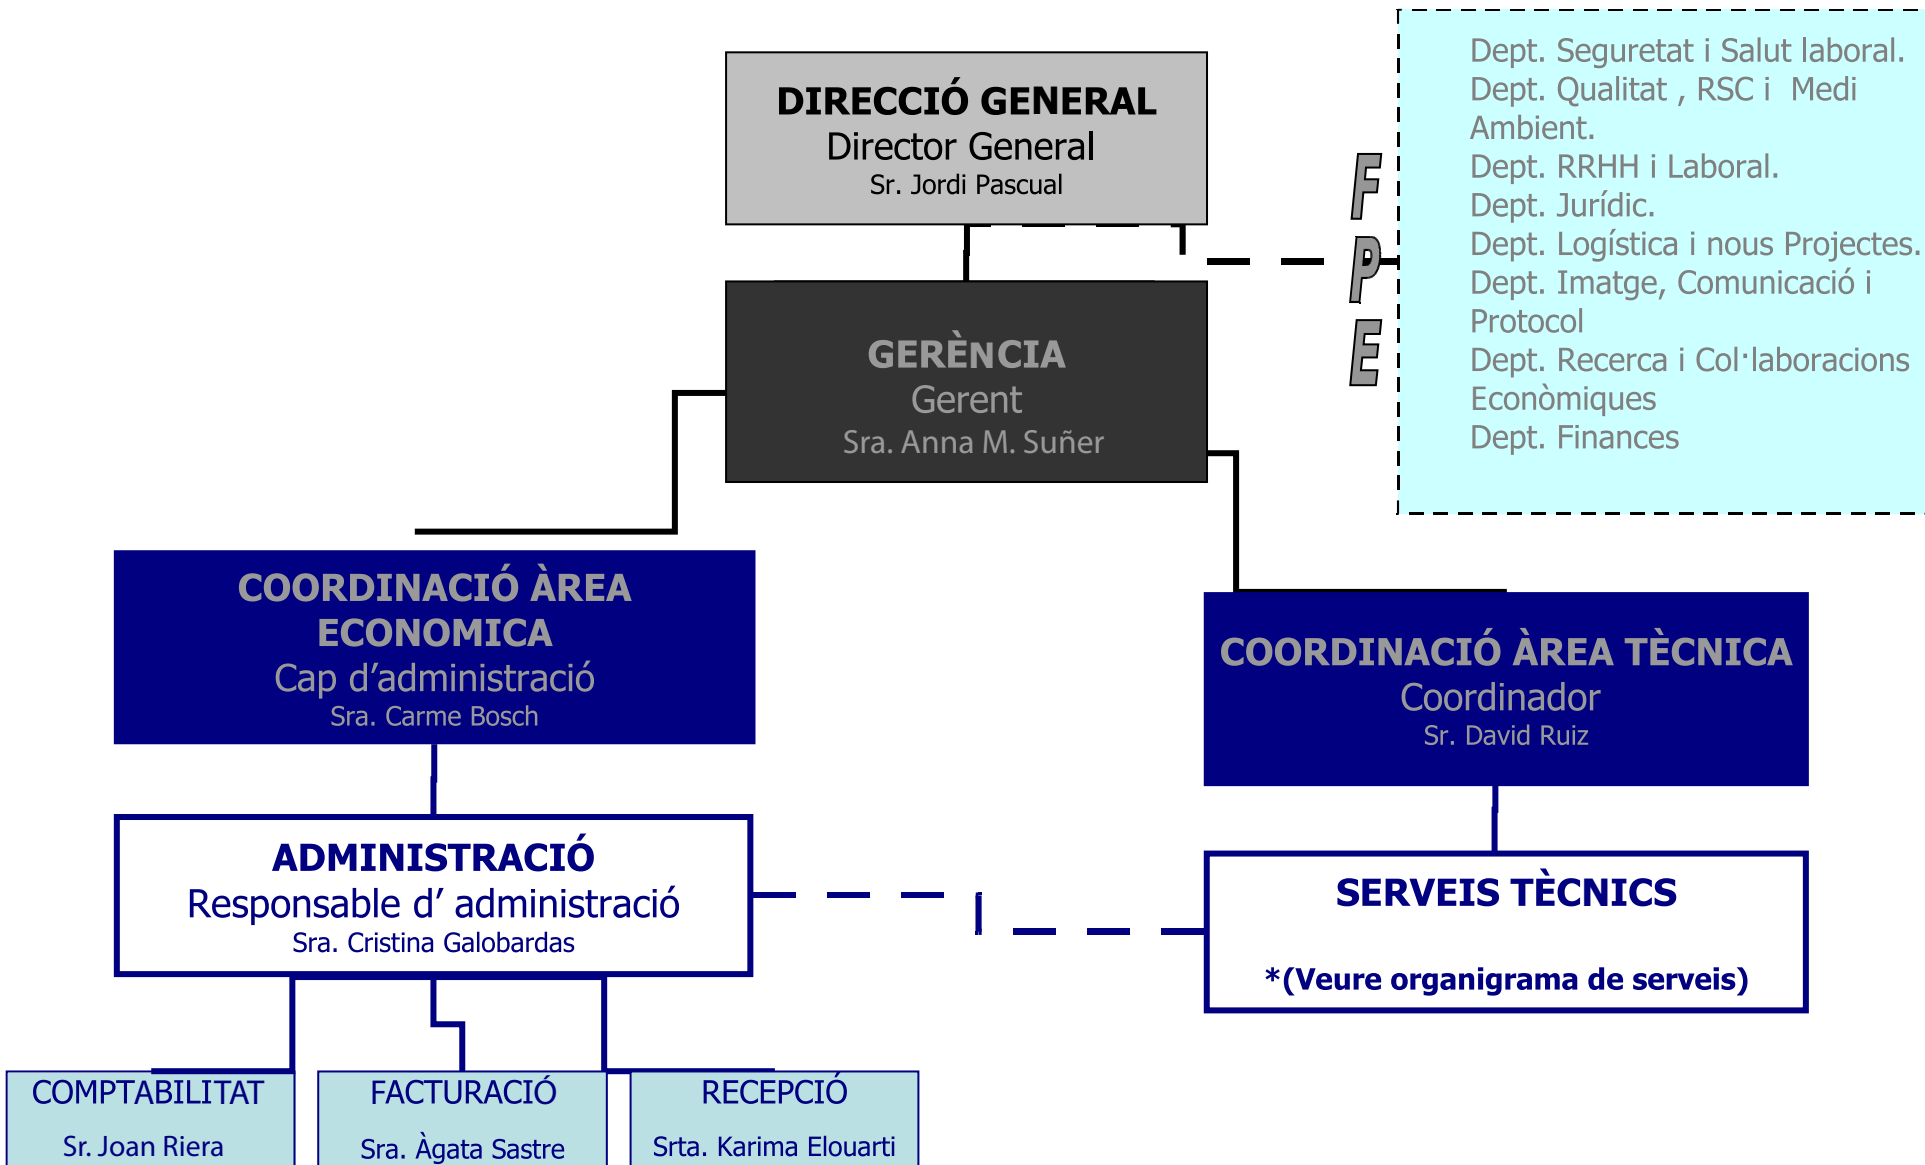 DIRECCIÓ GENERAL
Director General
Sr. Jordi Pascual
F
P
E
Dept. Seguretat i Salut laboral.
Dept. Qualitat , RSC i  Medi
Ambient.
Dept. RRHH i Laboral.
Dept. Jurídic.
Dept. Logística i nous Projectes.
Dept. Imatge, Comunicació i
Protocol
Dept. Recerca i Col·laboracions
Econòmiques
Dept. Finances
GERÈNCIA
Gerent
Sra. Anna M. Suñer
COORDINACIÓ ÀREA
ECONOMICA
Cap d’administració
Sra. Carme Bosch
COORDINACIÓ ÀREA TÈCNICA
Coordinador
Sr. David Ruiz
ADMINISTRACIÓ
Responsable d’ administració
Sra. Cristina Galobardas
SERVEIS TÈCNICS
*(Veure organigrama de serveis)
COMPTABILITAT
Sr. Joan Riera
FACTURACIÓ
Sra. Àgata Sastre
RECEPCIÓ
Srta. Karima Elouarti